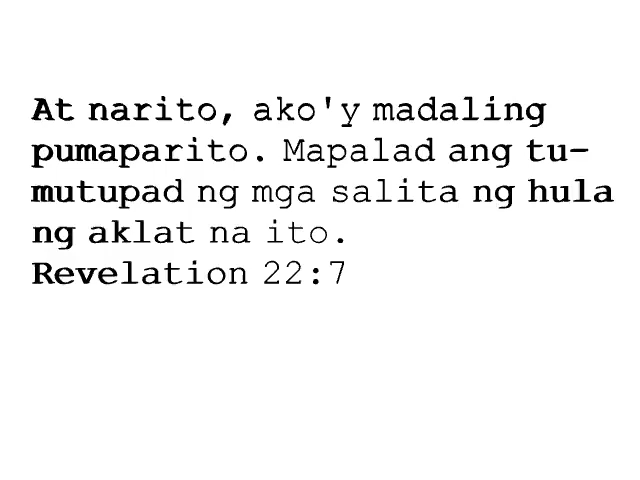 At narito, ako'y madaling
pumaparito. Mapalad ang tu-
mutupad ng mga salita ng hula
ng aklat na ito.
Revelation 22:7